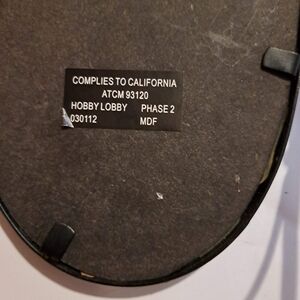 COMPLIES TO CALIFORNIA
ATCM 93120
HOBBY LOBBY PHASE 2
030112 MDF